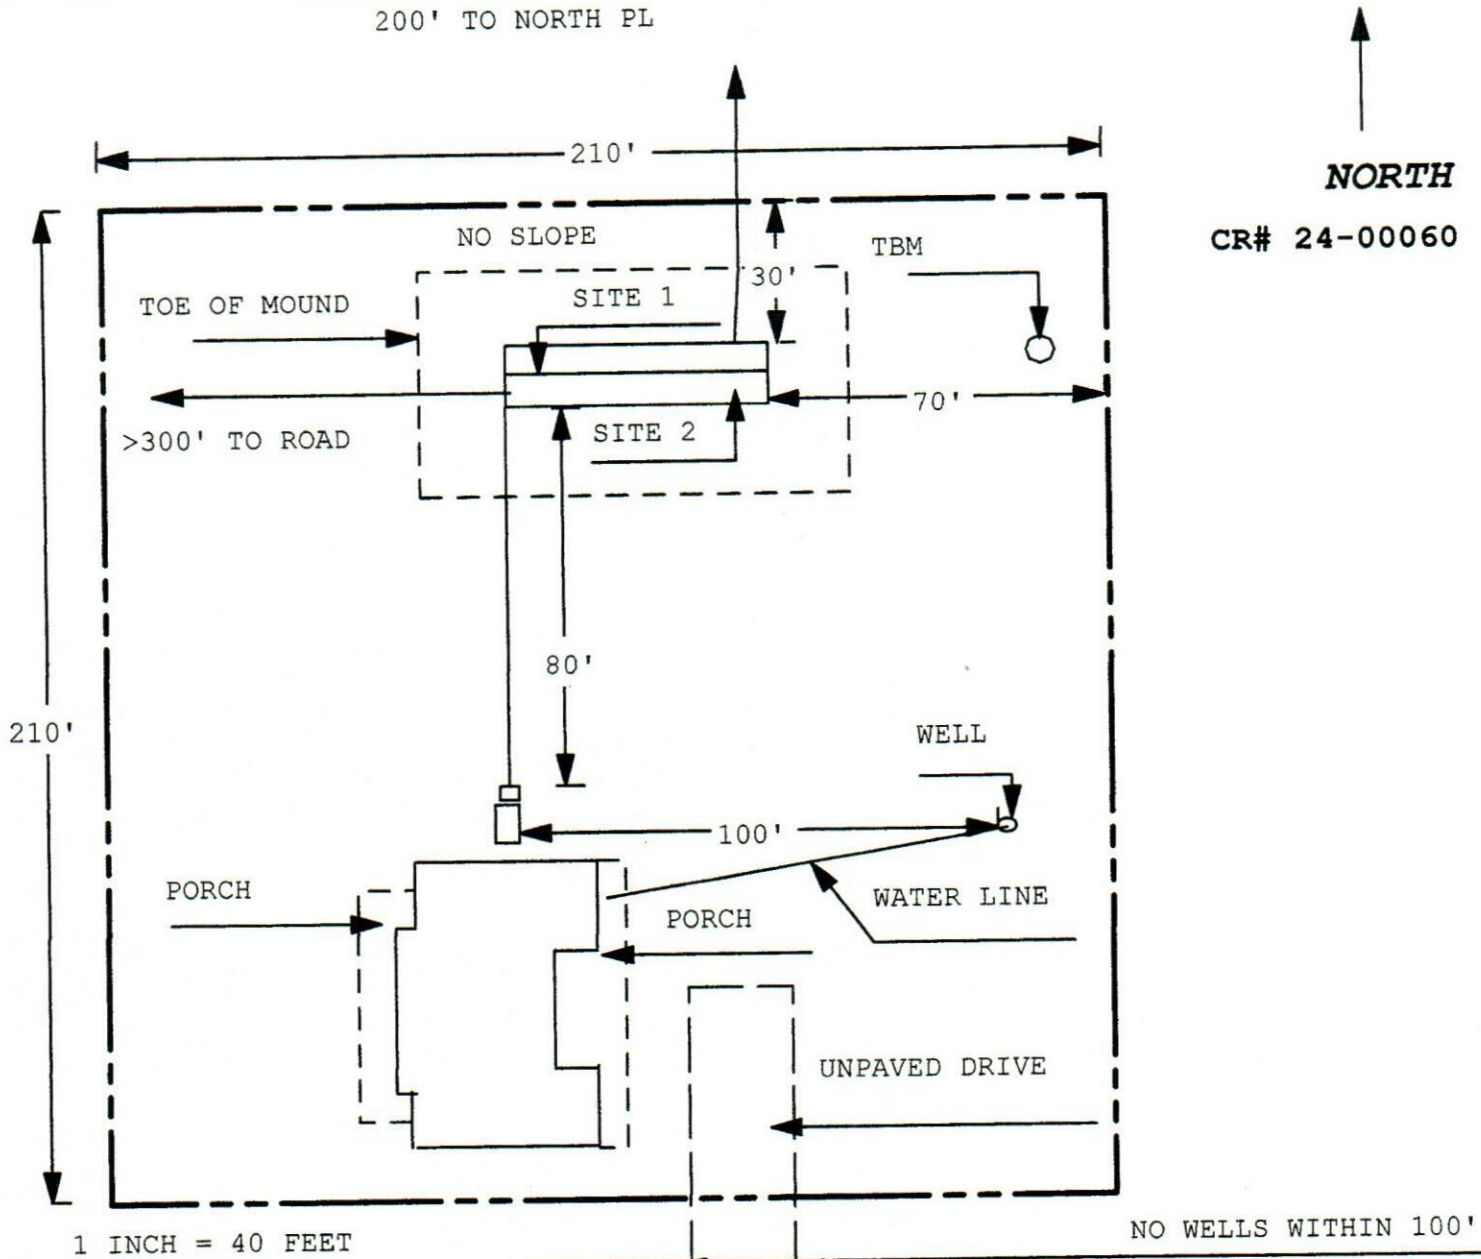 200' TO NORTH PL
210'
NORTH
CR# 24-00060
NO SLOPE
TBM
30'
SITE 1
TOE OF MOUND
70'
>300' TO ROAD
SITE 2
80'
210'
WELL
100'
PORCH
WATER LINE
PORCH
UNPAVED DRIVE
1 INCH = 40 FEET
NO WELLS WITHIN 100'